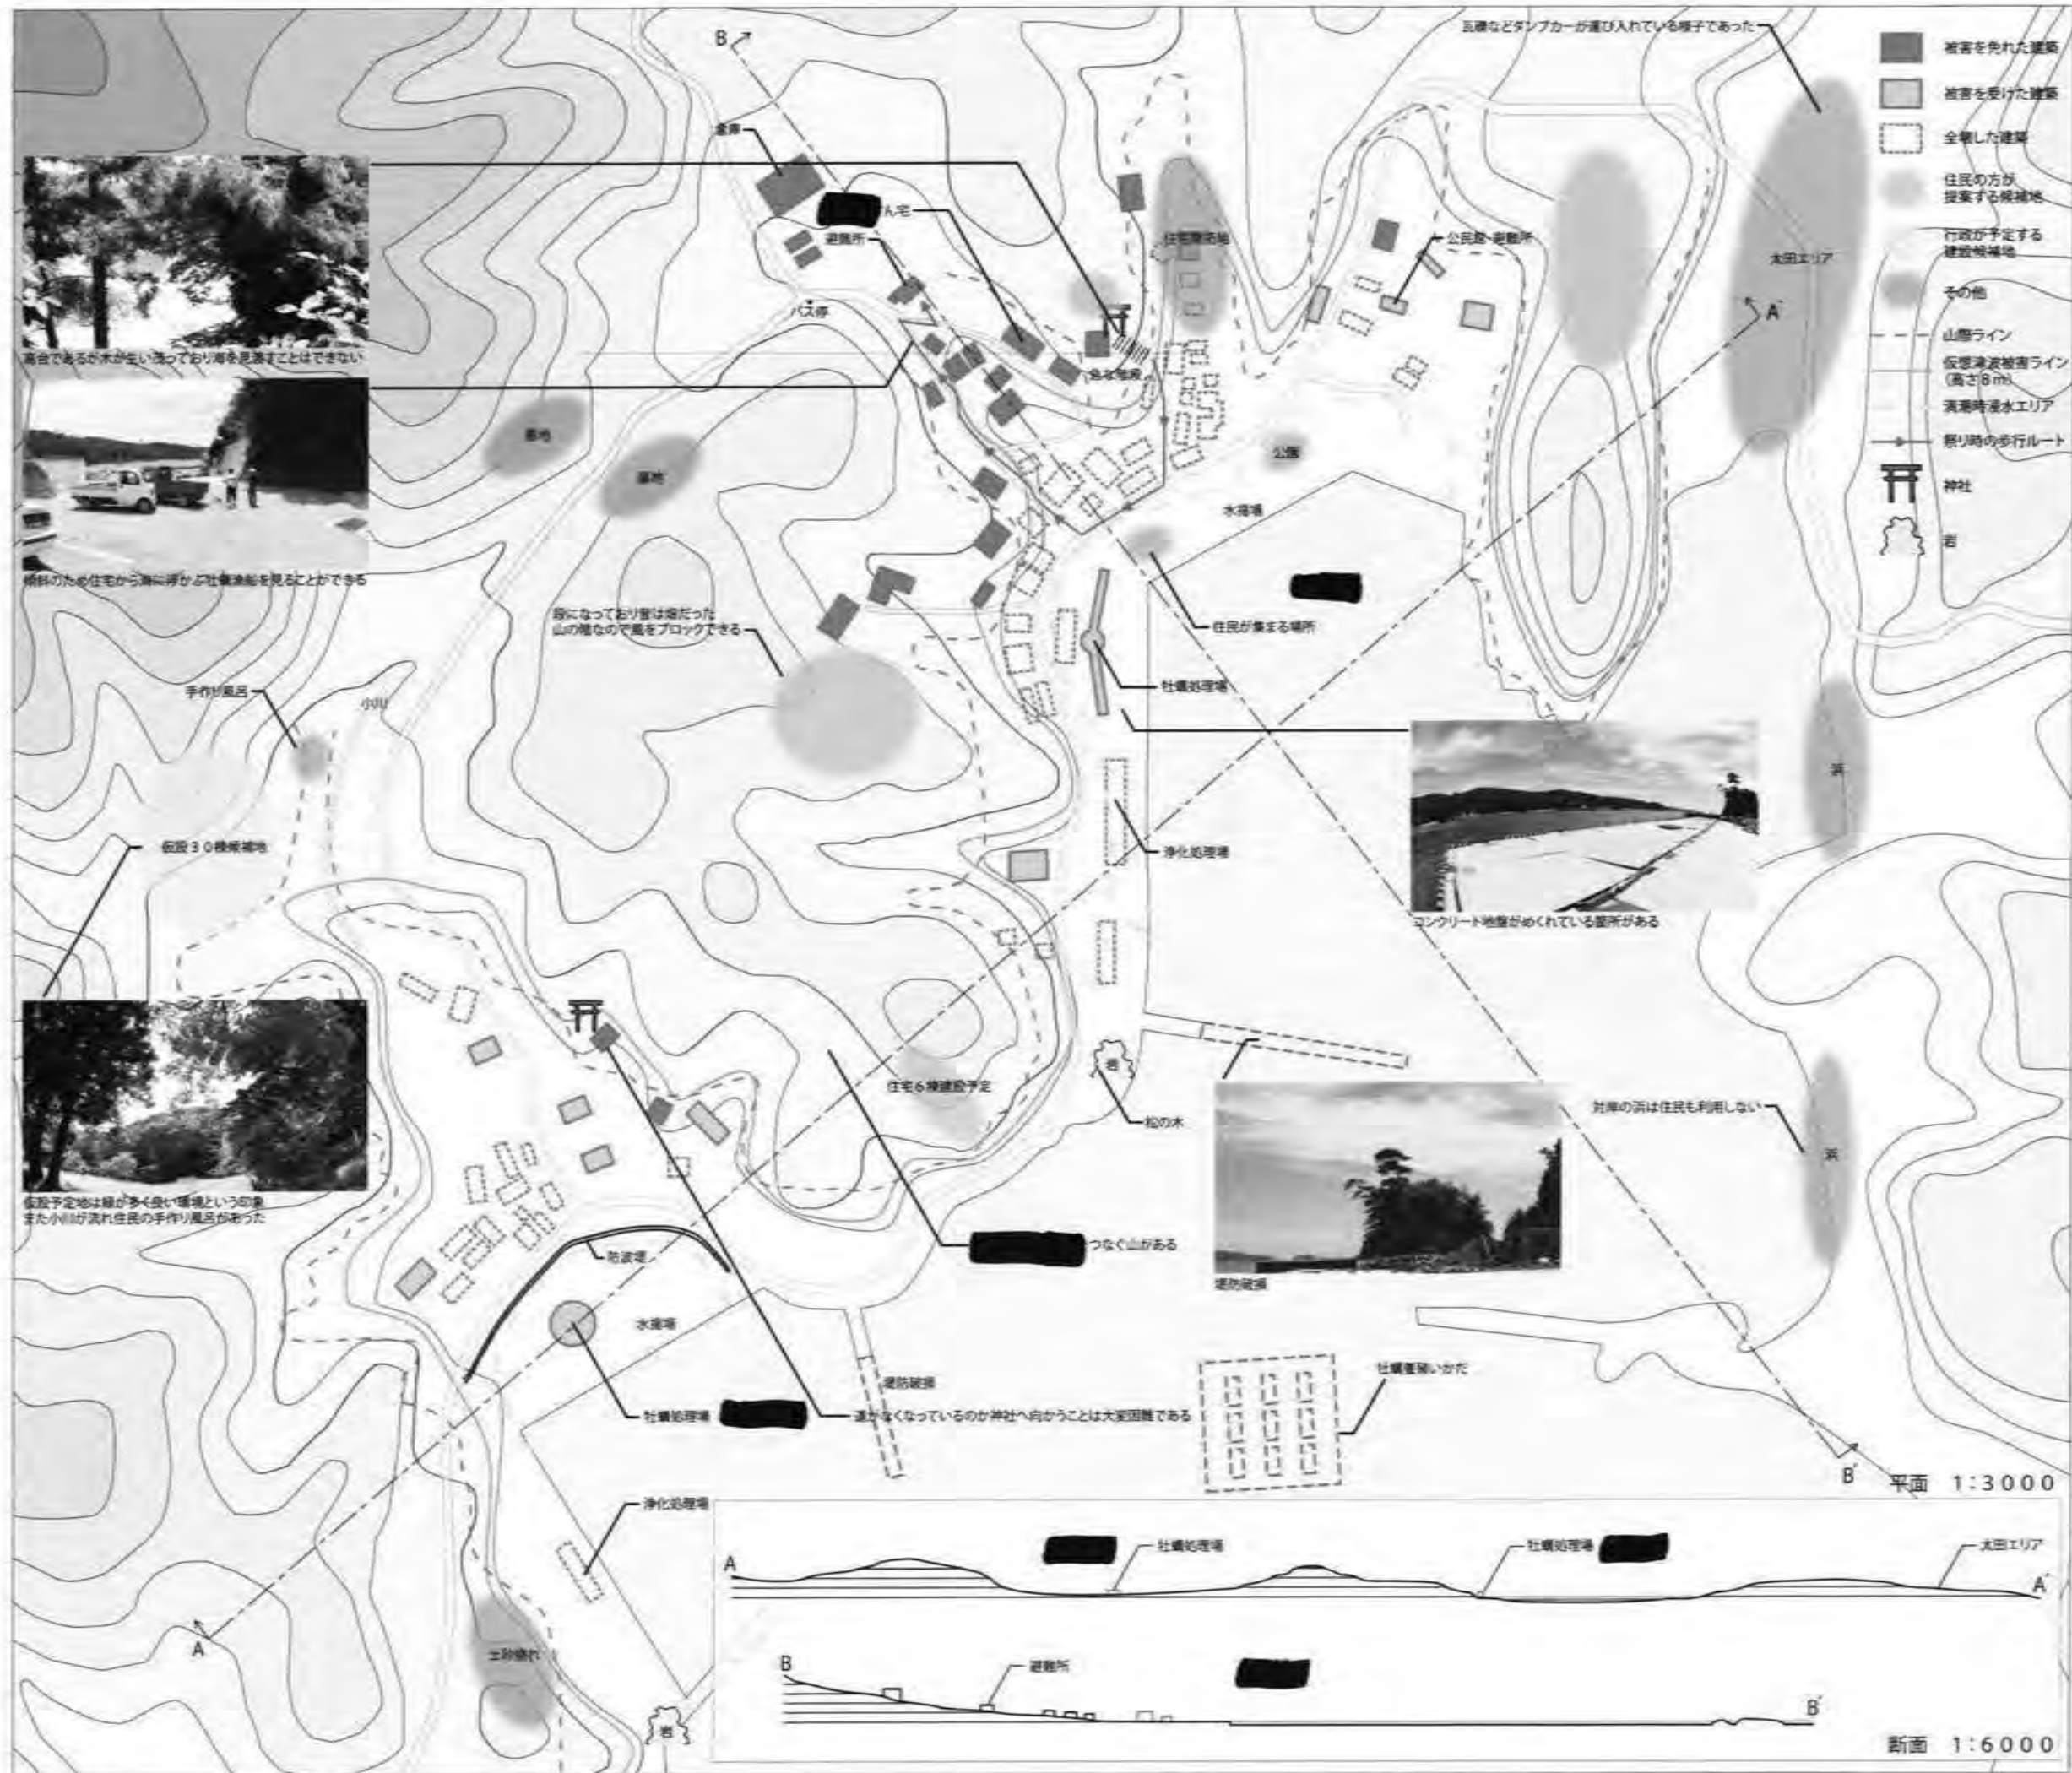 B
瓦礫などダンプカーが運び入れている様子であった
被害を免れた建築
被害を受けた建築
全壊した建築
住民の方が
提案する候補地
行政が予定する
建設候補地
その他
山際ライン
仮想津波被害ライン
(高さ8m)
満潮時浸水エリア
祭り時の歩行ルート
神社
岩
倉庫
ん宅
避難所
公民館・避難所
太田エリア
A'
バス停
急な階段
高台であるが木が生い茂っており海を見渡すことはできない
墓地
墓地
公園
水揚場
傾斜のため住宅から海に浮かぶ牡蠣漁船を見ることができる
段になっており昔は畑だった
山の陰なので風をブロックできる
住民が集まる場所
牡蠣処理場
手作り風呂
小川
浜
仮設30棟候補地
浄化処理場
コンクリート地盤がめくれている箇所がある
住宅6棟建設予定
岩
松の木
対岸の浜は住民も利用しない
浜
仮設予定地は緑が多く良い環境という印象
また小川が流れ住民の手作り風呂があった
つなぐ山がある
防波堤
堤防破損
水揚場
堤防破損
牡蠣処理場
道がなくなっているのか神社へ向かうことは大変困難である
牡蠣養殖いかだ
B'
平面 1:3000
浄化処理場
A
土砂崩れ
岩
A
牡蠣処理場
牡蠣処理場
太田エリア
A'
B
避難所
B'
断面 1:6000